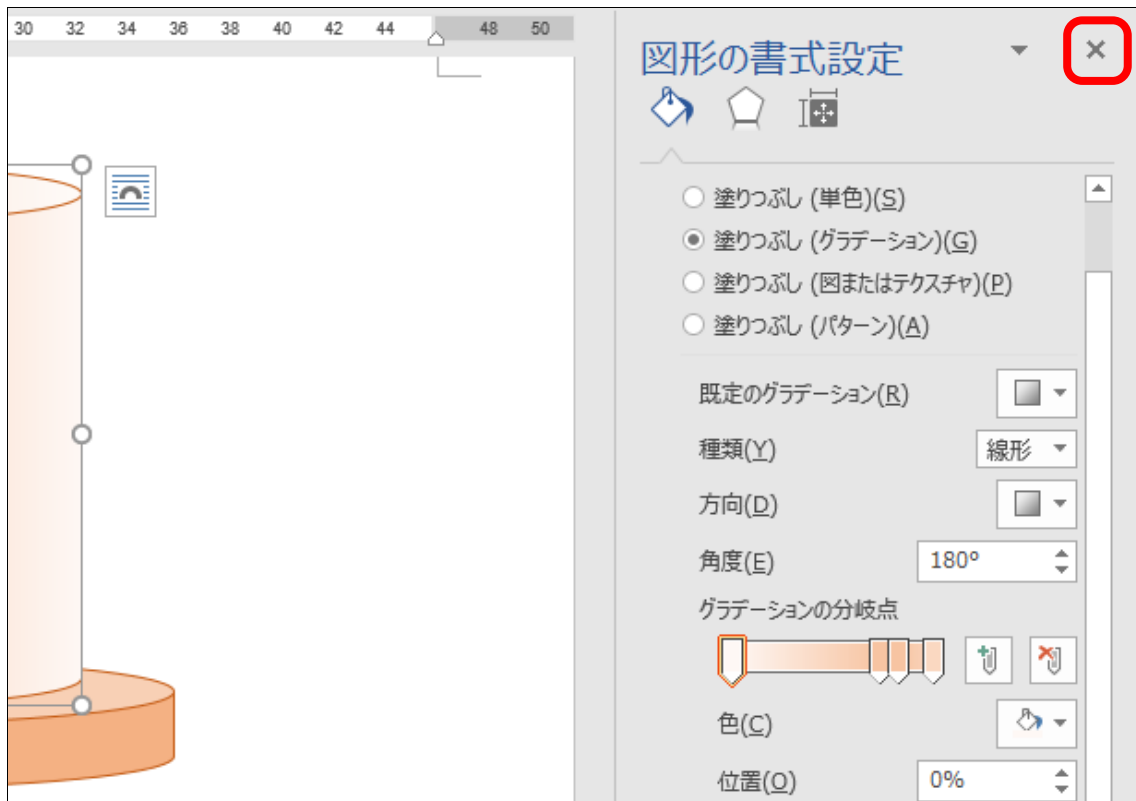 30 32 34 36 38 40 42 44 48 50
図形の書式設定
塗りつぶし (単色)(S)
塗りつぶし (グラデーション)(G)
塗りつぶし (図またはテクスチャ)(P)
塗りつぶし (パターン)(A)
既定のグラデーション(R)
種類(Y) 線形
方向(D)
角度(E) 180°
グラデーションの分岐点
色(C)
位置(O) 0%